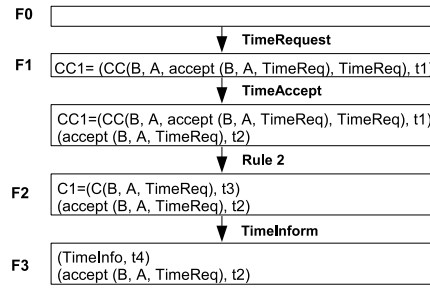 F0
TimeRequest
F1 CC1= (CC(B, A, accept (B, A, TimeReq), TimeReq), t1)
TimeAccept
CC1=(CC(B, A, accept (B, A, TimeReq), TimeReq), t1)
(accept (B, A, TimeReq), t2)
Rule 2
F2 C1=(C(B, A, TimeReq), t3)
(accept (B, A, TimeReq), t2)
TimeInform
F3 (TimeInfo, t4)
(accept (B, A, TimeReq), t2)